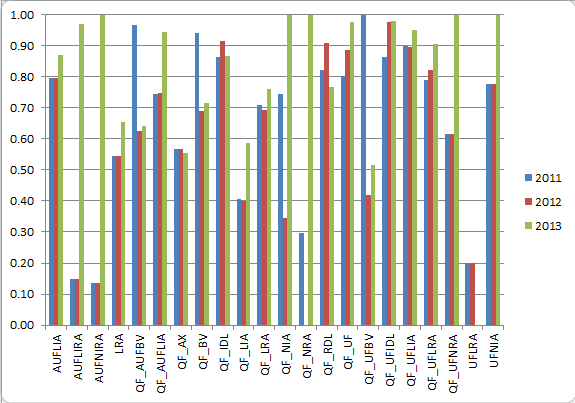 1.00
0.90
0.80
0.70
0.60
0.50
0.40
0.30
0.20
0.10
0.00
AUFLIA
AUFLIRA
AUFNIRA
LRA
QF_AUFBV
QF_AUFLIA
QF_AX
QF_BV
QF_IDL
QF_LIA
QF_LRA
QF_NIA
QF_NRA
QF_RDL
QF_UF
QF_UFBV
QF_UFIDL
QF_UFLIA
QF_UFLRA
QF_UFNRA
UFLRA
UFNIA
2011
2012
2013